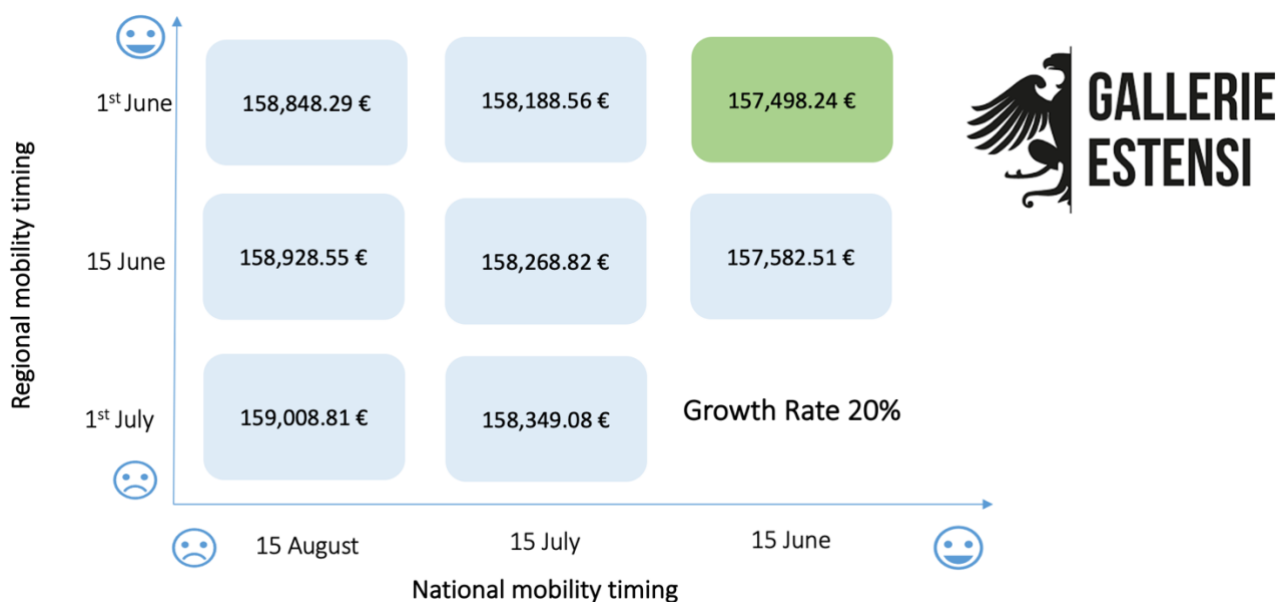 1st June
158,848.29 €
158,188.56 €
157,498.24 €
GALLERIE
ESTENSI
Regional mobility timing
15 June
158,928.55 €
158,268.82 €
157,582.51 €
1st July
159,008.81 €
158,349.08 €
Growth Rate 20%
15 August
15 July
15 June
National mobility timing